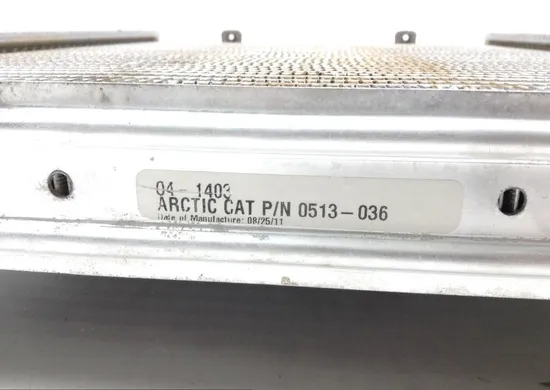 04-1403
ARCTIC CAT P/N 0513-036
Date of Manufacture: 08/25/11